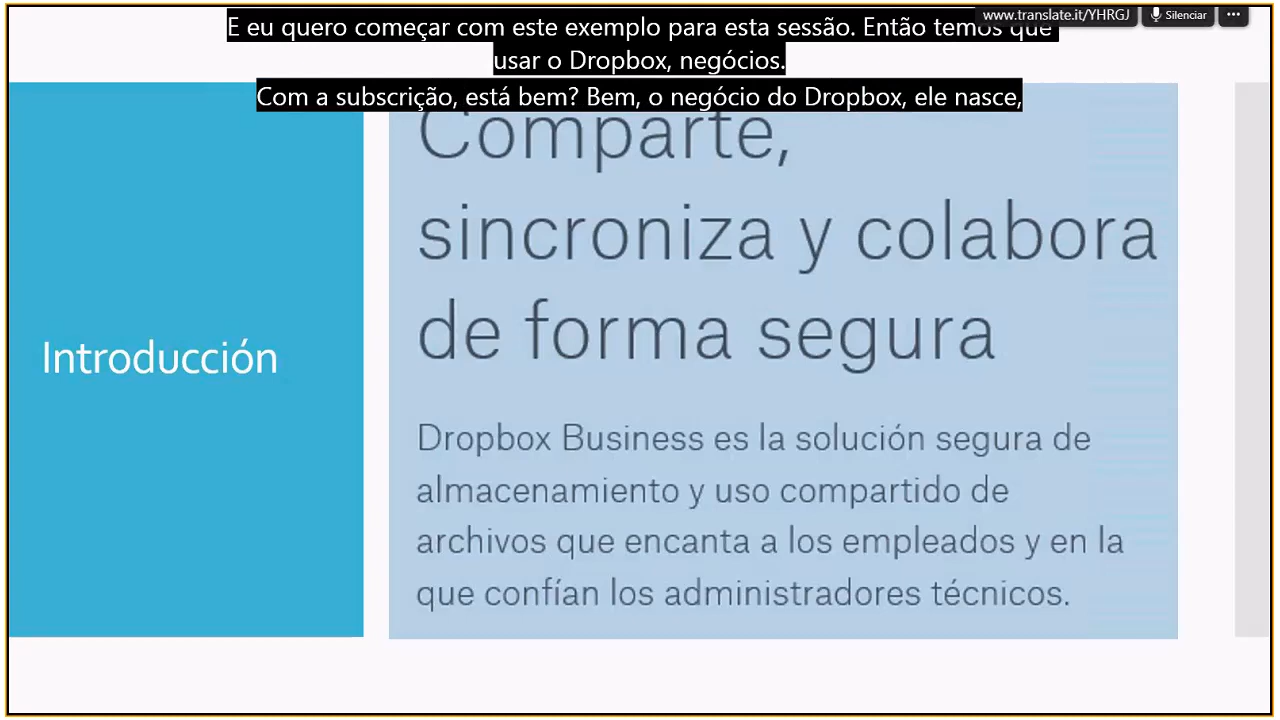 www.translate.it/YHRGJ Silenciar
E eu quero começar com este exemplo para esta sessão. Então temos que
usar o Dropbox, negócios.
Com a subscrição, está bem? Bem, o negócio do Dropbox, ele nasce,
Introducción
Comparte,
sincroniza y colabora
de forma segura
Dropbox Business es la solución segura de
almacenamiento y uso compartido de
archivos que encanta a los empleados y en la
que confían los administradores técnicos.